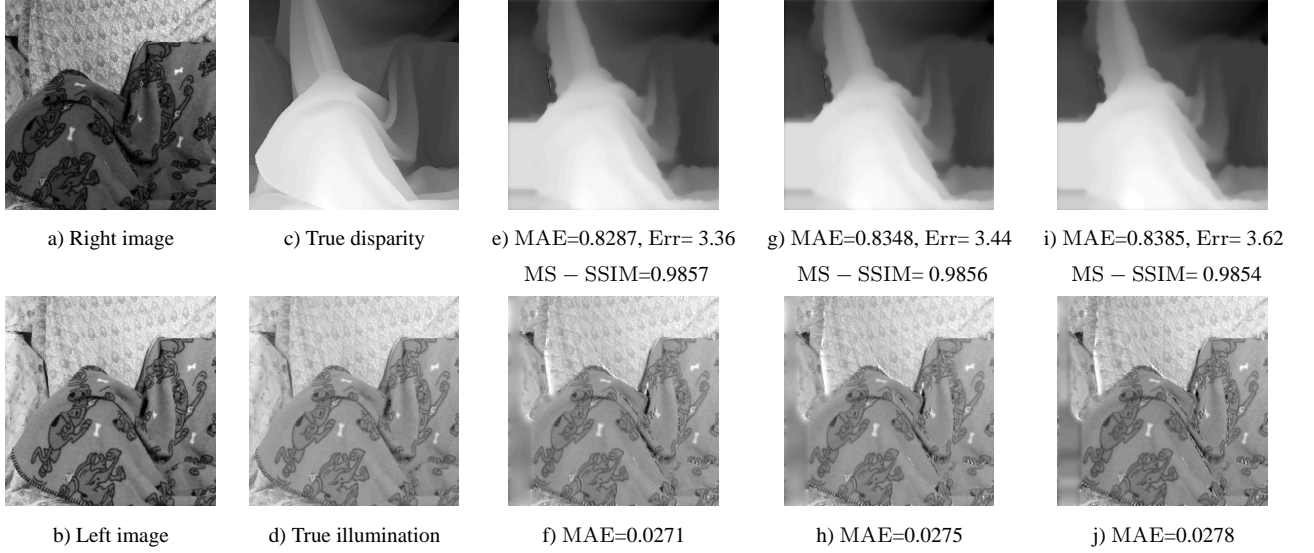 a) Right image
c) True disparity
e) MAE=0.8287, Err= 3.36
g) MAE=0.8348, Err= 3.44
i) MAE=0.8385, Err= 3.62
MS − SSIM=0.9857
MS − SSIM= 0.9856
MS − SSIM= 0.9854
b) Left image
d) True illumination
f) MAE=0.0271
h) MAE=0.0275
j) MAE=0.0278